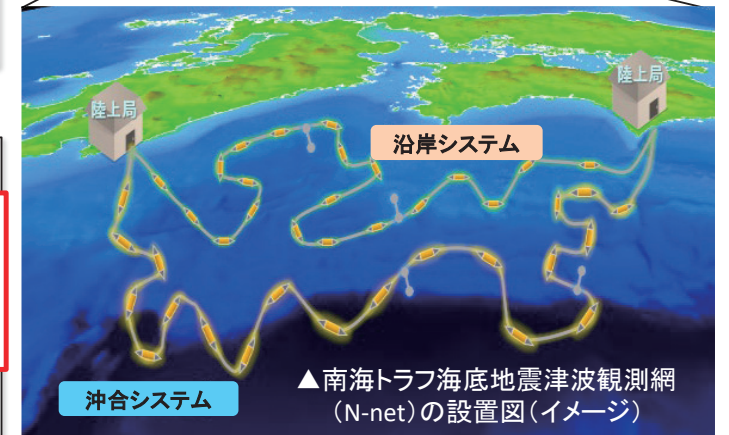 陸上局
陸上局
沿岸システム
沖合システム
▲南海トラフ海底地震津波観測網
(N-net)の設置図(イメージ)